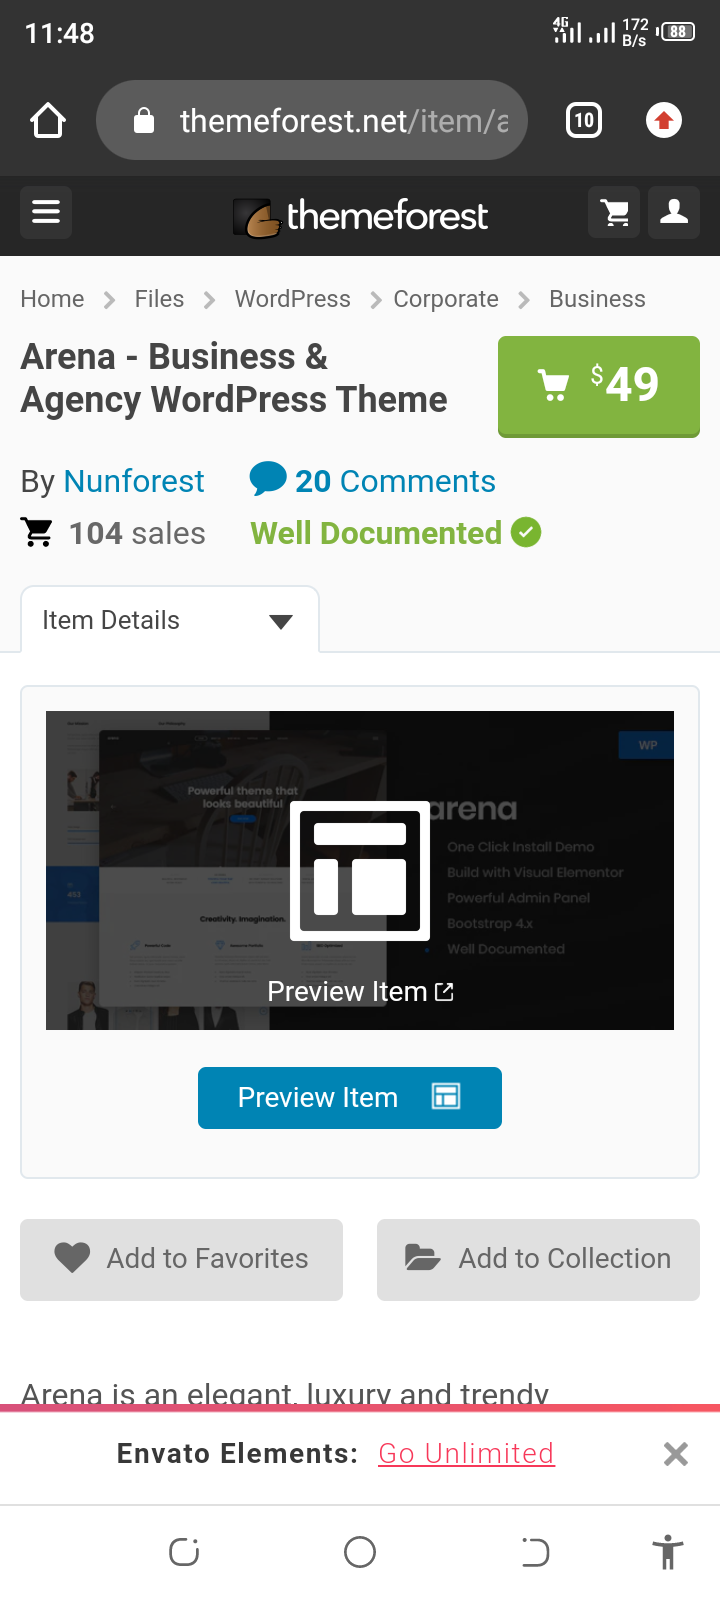 11:48
4G 172 B/s 88
themeforest.net/item/a
10
themeforest
Home > Files > WordPress > Corporate > Business
Arena - Business &
Agency WordPress Theme
$49
By Nunforest
20 Comments
104 sales
Well Documented
Item Details
WP
Powerful theme that
looks beautiful
arena
One Click Install Demo
Build with Visual Elementor
Powerful Admin Panel
Bootstrap 4.x
Well Documented
Creativity. Imagination.
Preview Item
Preview Item
Add to Favorites
Add to Collection
Arena is an elegant, luxury and trendy
Envato Elements: Go Unlimited